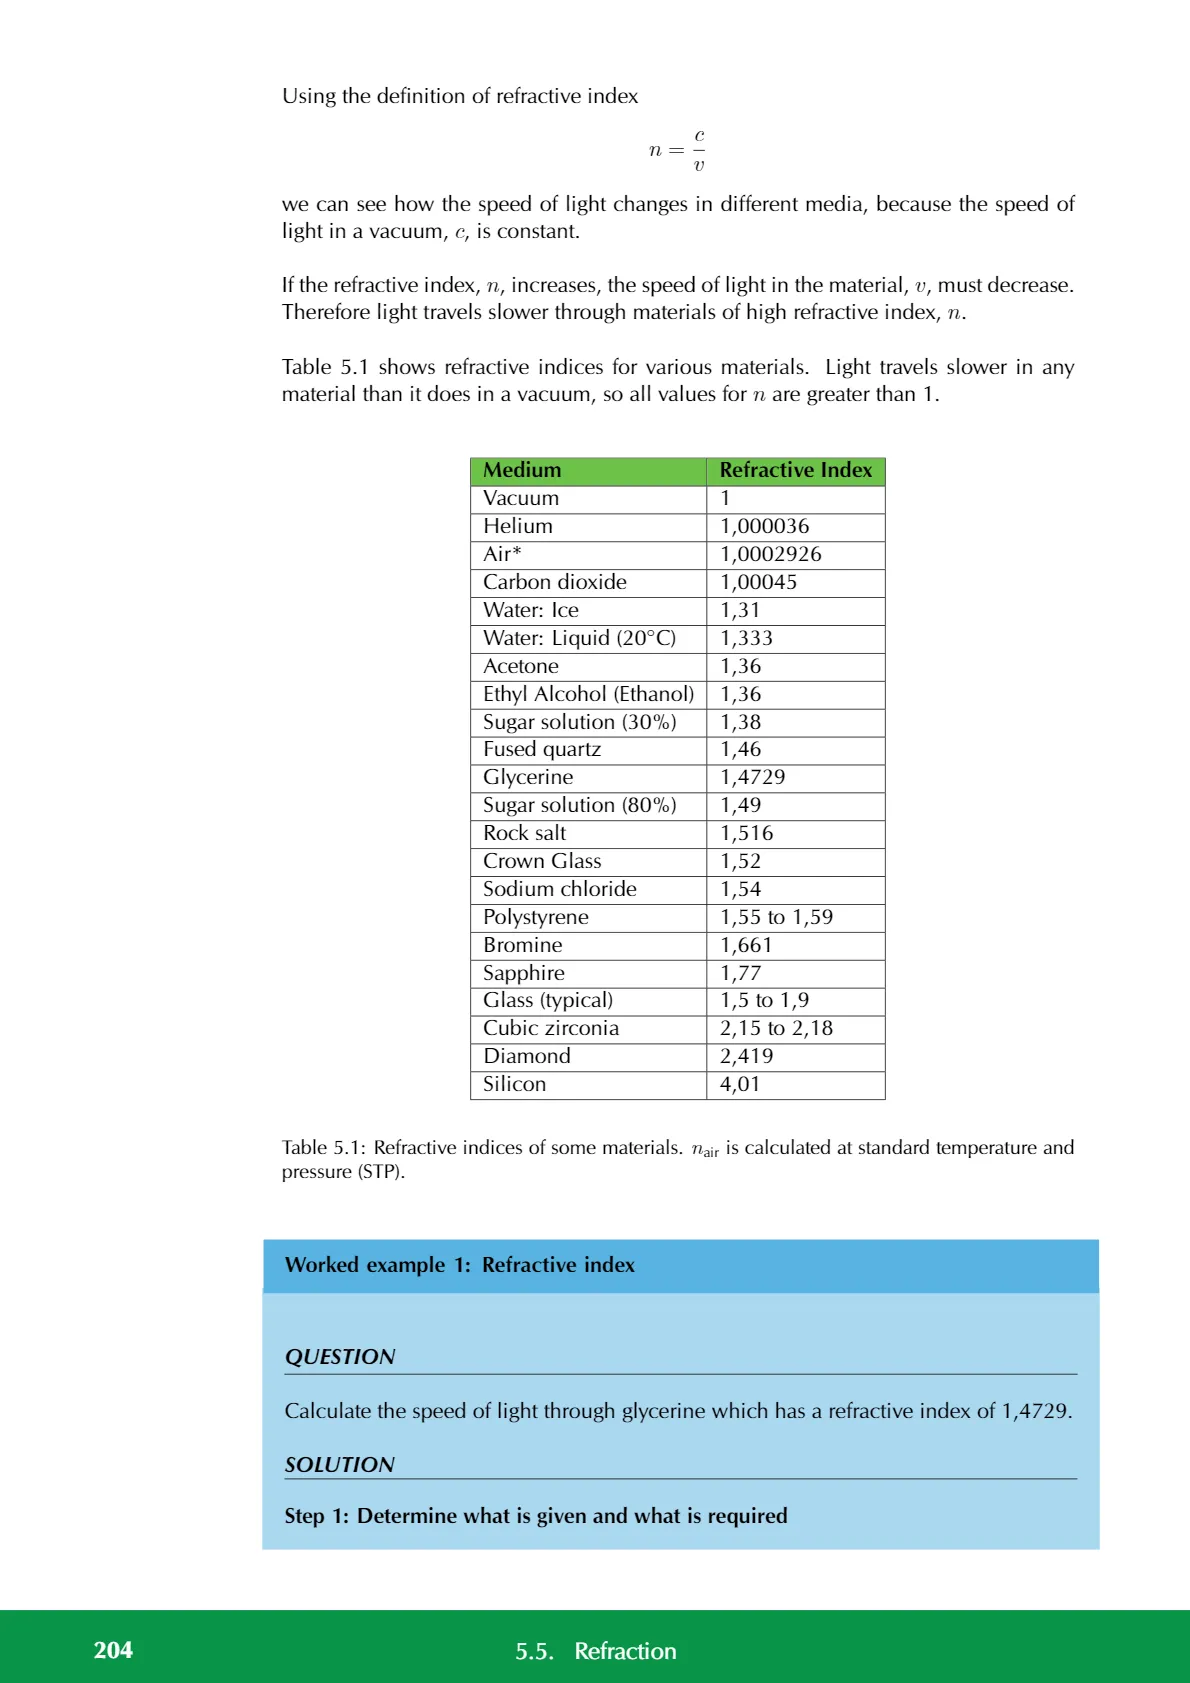 Using the definition of refractive index
n = c/v
we can see how the speed of light changes in different media, because the speed of
light in a vacuum, c, is constant.
If the refractive index, n, increases, the speed of light in the material, v, must decrease.
Therefore light travels slower through materials of high refractive index, n.
Table 5.1 shows refractive indices for various materials. Light travels slower in any
material than it does in a vacuum, so all values for n are greater than 1.
Medium Refractive Index
Vacuum 1
Helium 1,000036
Air* 1,0002926
Carbon dioxide 1,00045
Water: Ice 1,31
Water: Liquid (20°C) 1,333
Acetone 1,36
Ethyl Alcohol (Ethanol) 1,36
Sugar solution (30%) 1,38
Fused quartz 1,46
Glycerine 1,4729
Sugar solution (80%) 1,49
Rock salt 1,516
Crown Glass 1,52
Sodium chloride 1,54
Polystyrene 1,55 to 1,59
Bromine 1,661
Sapphire 1,77
Glass (typical) 1,5 to 1,9
Cubic zirconia 2,15 to 2,18
Diamond 2,419
Silicon 4,01
Table 5.1: Refractive indices of some materials. nair is calculated at standard temperature and
pressure (STP).
Worked example 1: Refractive index
QUESTION
Calculate the speed of light through glycerine which has a refractive index of 1,4729.
SOLUTION
Step 1: Determine what is given and what is required
204 5.5. Refraction